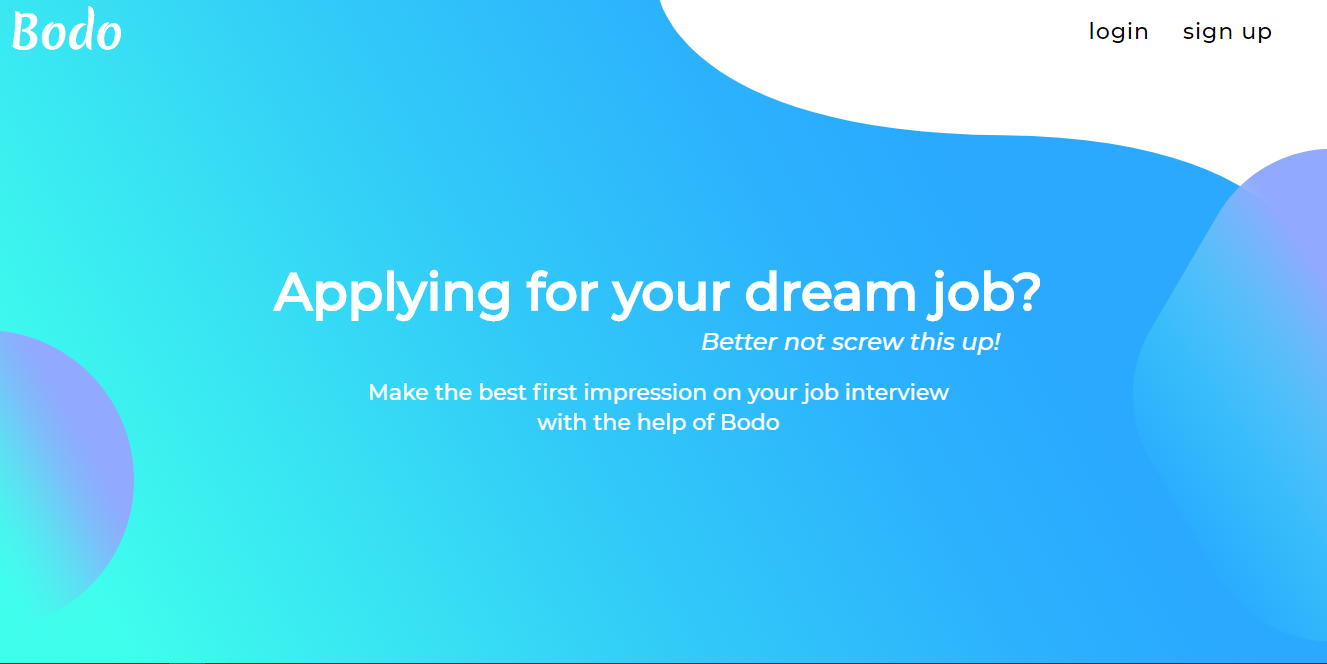 Bodo
login sign up
Applying for your dream job?
Better not screw this up!
Make the best first impression on your job interview
with the help of Bodo